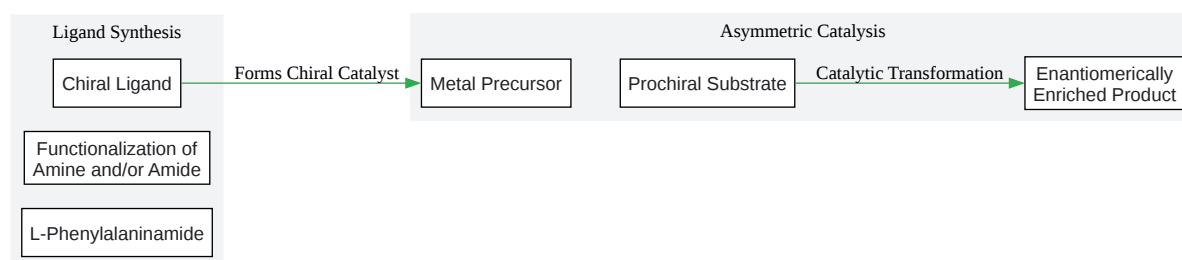 Ligand Synthesis
Chiral Ligand
Functionalization of
Amine and/or Amide
L-Phenylalaninamide
Forms Chiral Catalyst
Asymmetric Catalysis
Metal Precursor
Prochiral Substrate
Catalytic Transformation
Enantiomerically
Enriched Product